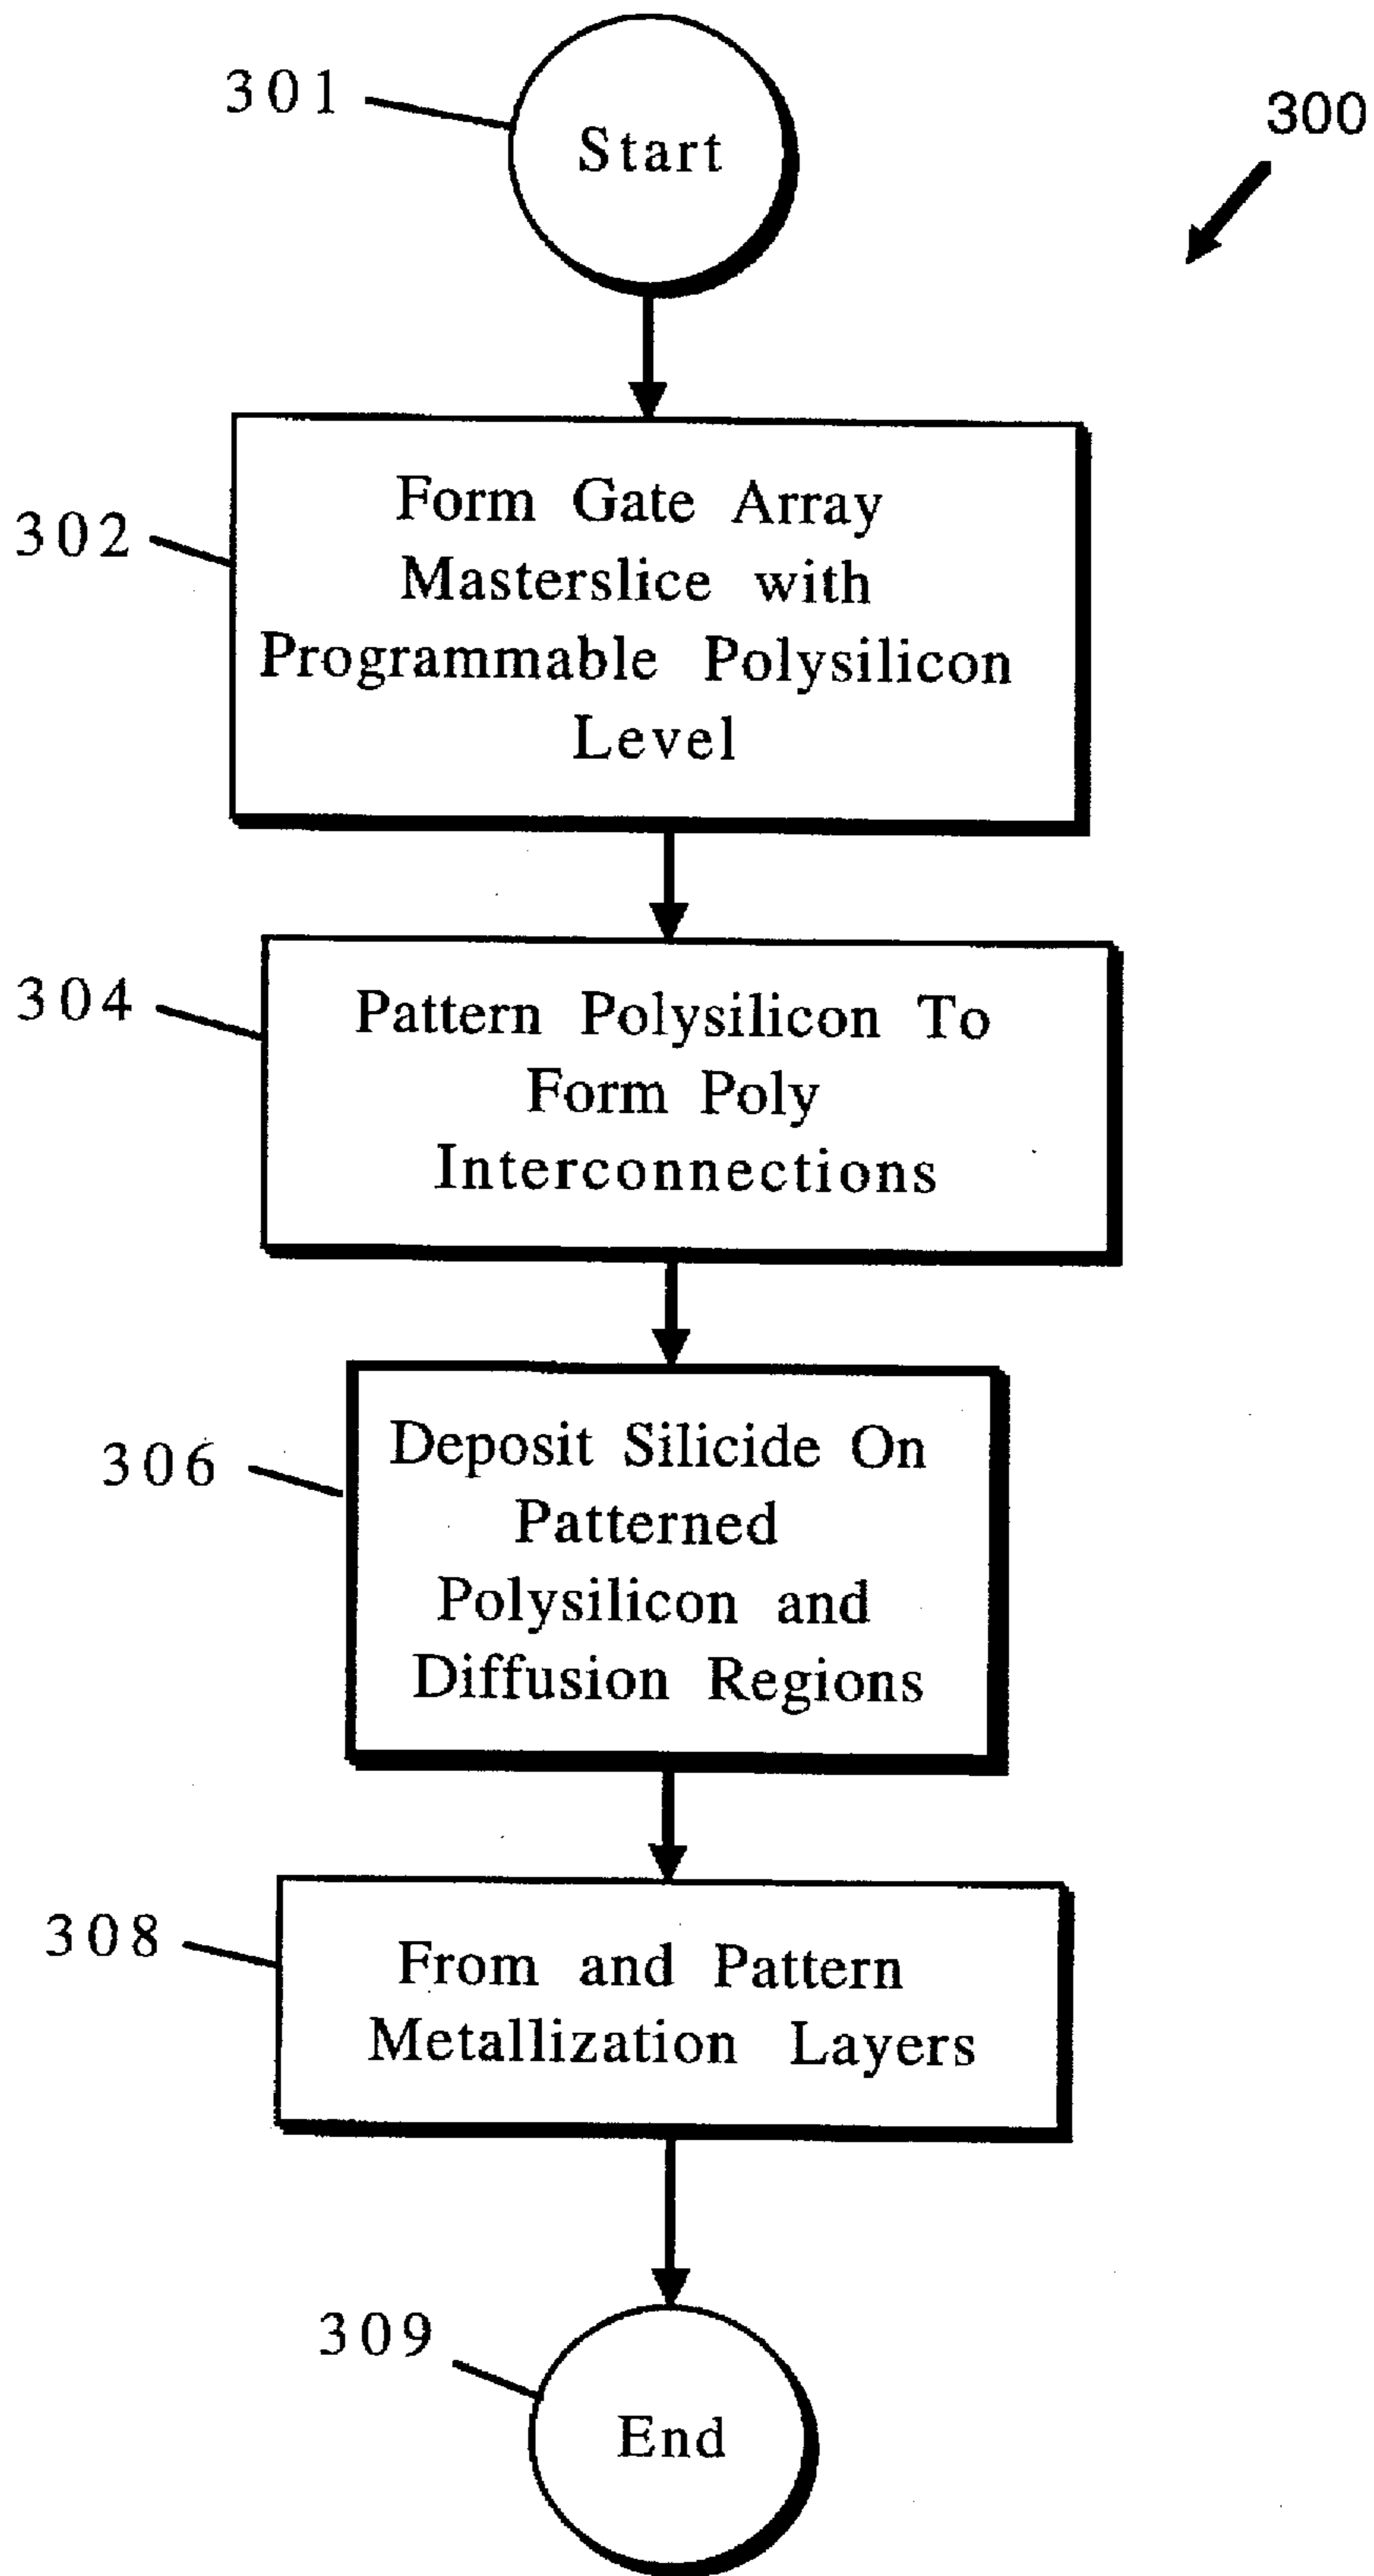 301
Start
300
302
Form Gate Array
Masterslice with
Programmable Polysilicon
Level
304
Pattern Polysilicon To
Form Poly
Interconnections
306
Deposit Silicide On
Patterned
Polysilicon and
Diffusion Regions
308
From and Pattern
Metallization Layers
309
End